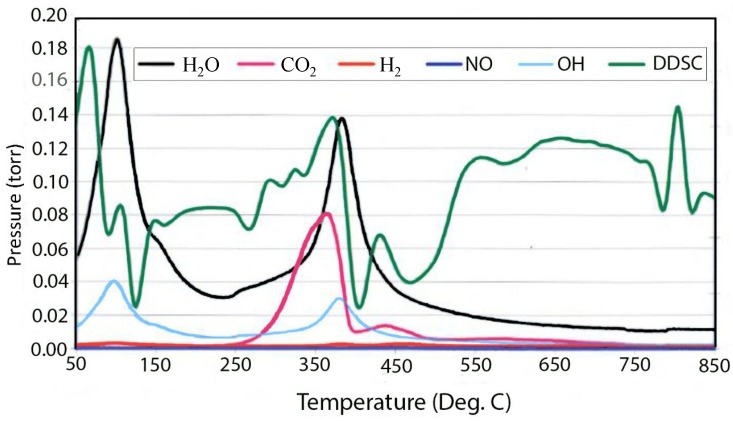 0.20
0.18
0.16
0.14
0.12
0.10
0.08
0.06
0.04
0.02
0.00
Pressure (torr)
H₂O CO₂ H₂ NO OH DDSC
50 150 250 350 450 550 650 750 850
Temperature (Deg. C)